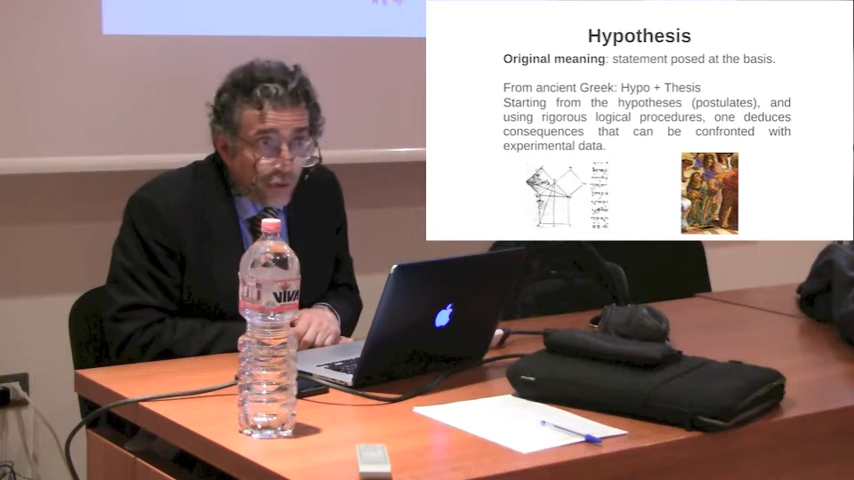 Hypothesis
Original meaning: statement posed at the basis.
From ancient Greek: Hypo + Thesis
Starting from the hypotheses (postulates), and
using rigorous logical procedures, one deduces
consequences that can be confronted with
experimental data.
VIVA